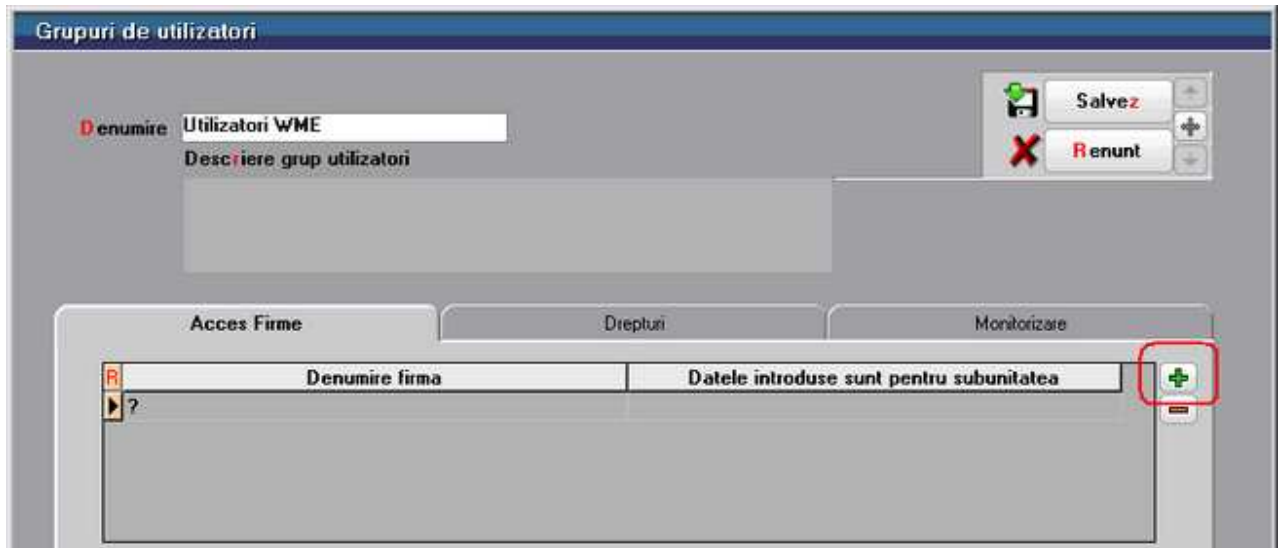 Grupuri de utilizatori
Salvez
Denumire Utilizatori WME
Descriere grup utilizatori
Renunt
Acces Firme Drepturi Monitorizare
R Denumire firma Datele introduse sunt pentru subunitatea
?